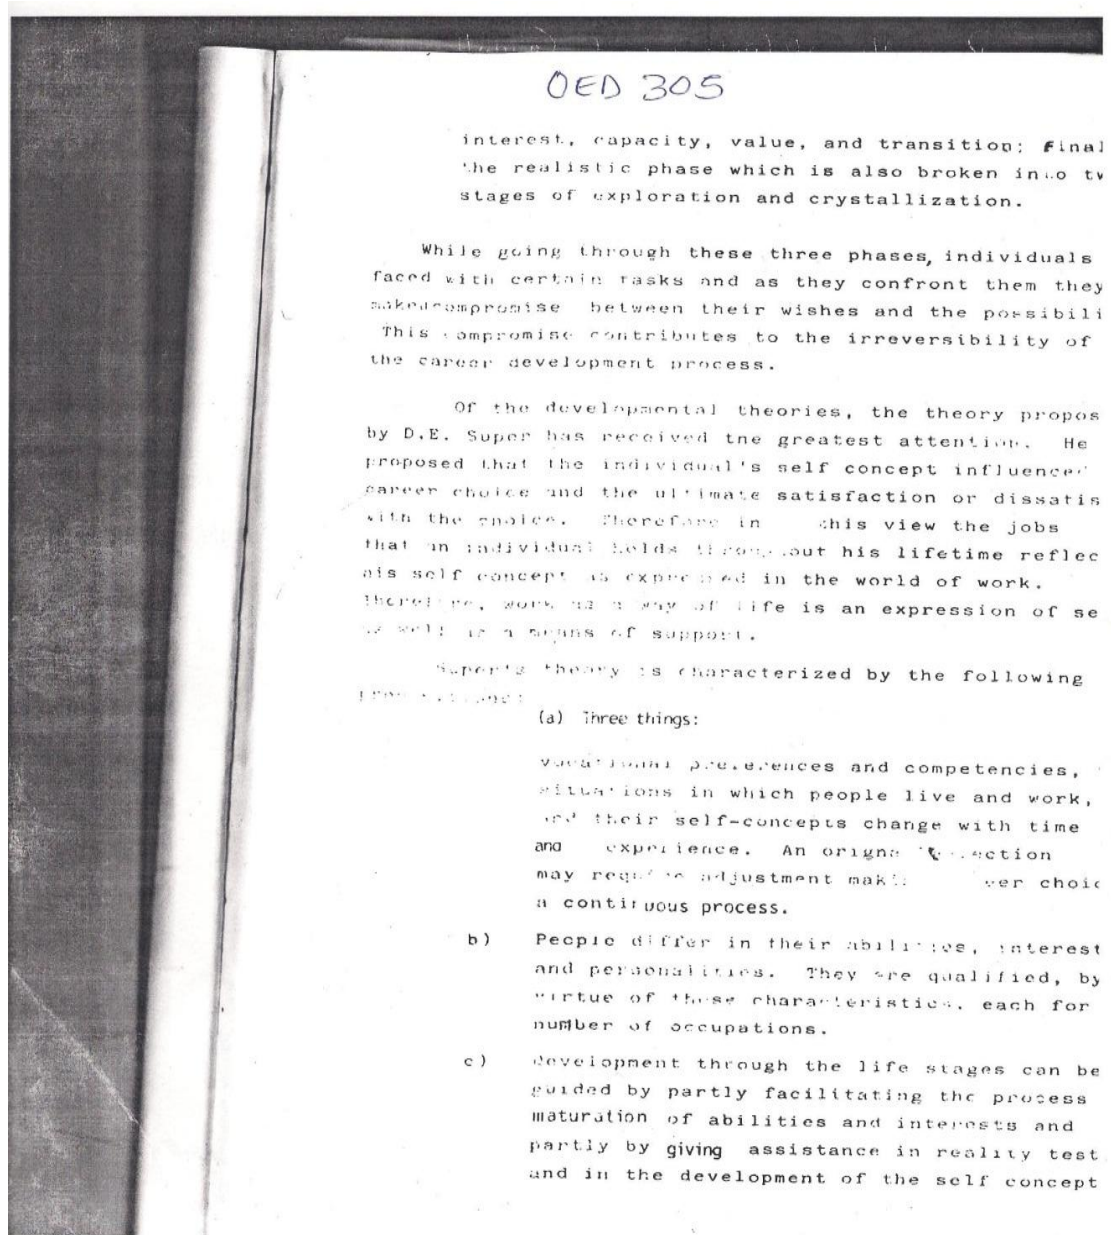 OED 305
interest, capacity, value, and transition; final
the realistic phase which is also broken into tw
stages of exploration and crystallization.
While going through these three phases, individuals
faced with certain tasks and as they confront them they
make compromise between their wishes and the possibili
This compromise contributes to the irreversibility of
the career development process.
Of the developmental theories, the theory propos
by D.E. Super has received the greatest attention. He
proposed that the individual's self concept influence
career choice and the ultimate satisfaction or dissatis
with the choice. Therefore in this view the jobs
that an individual holds throughout his lifetime reflec
his self concept as expressed in the world of work.
Therefore, work as a way of life is an expression of se
as well as a means of support.
Super's theory is characterized by the following
(a) Three things:
vocational preferences and competencies,
situations in which people live and work,
and their self-concepts change with time
and experience. An
may require adjustment choic
a continuous process.
b) People differ in their abilities, interest
and personalities. They are qualified, by
virtue of these characteristics, each for
number of occupations.
c) development through the life stages can be
guided by partly facilitating the process
maturation of abilities and interests and
partly by giving assistance in reality test
and in the development of the self concept